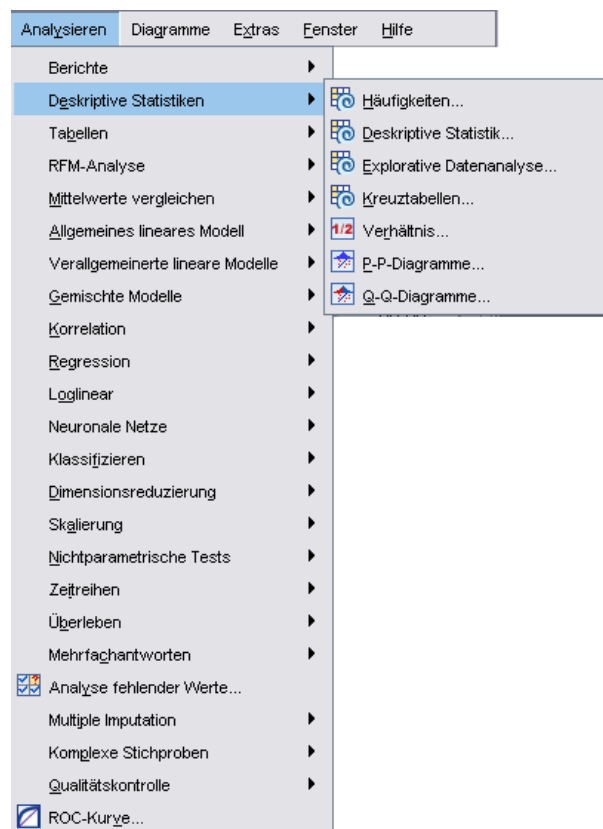 Analysieren Diagramme Extras Fenster Hilfe
Berichte
Deskriptive Statistiken
Tabellen
RFM-Analyse
Mittelwerte vergleichen
Allgemeines lineares Modell
Verallgemeinerte lineare Modelle
Gemischte Modelle
Korrelation
Regression
Loglinear
Neuronale Netze
Klassifizieren
Dimensionsreduzierung
Skalierung
Nichtparametrische Tests
Zeitreihen
Überleben
Mehrfachantworten
Analyse fehlender Werte...
Multiple Imputation
Komplexe Stichproben
Qualitätskontrolle
ROC-Kurve...
Häufigkeiten...
Deskriptive Statistik...
Explorative Datenanalyse...
Kreuztabellen...
1/2 Verhältnis...
P-P-Diagramme...
Q-Q-Diagramme...